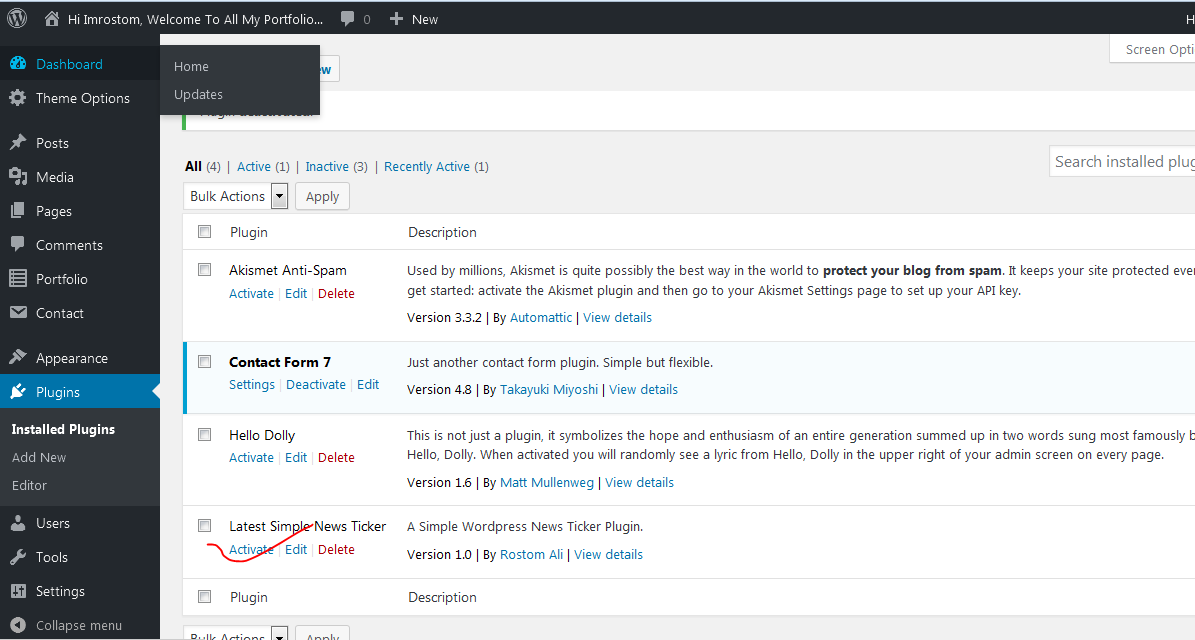 Hi Imrostom, Welcome To All My Portfolio... 0 New H
Dashboard
Home
Updates
Screen Opti
Theme Options
Posts
Media
Pages
Comments
Portfolio
Contact
Appearance
Plugins
Installed Plugins
Add New
Editor
Users
Tools
Settings
Collapse menu
ew
Plugin deactivated.
All (4) | Active (1) | Inactive (3) | Recently Active (1)
Search installed plug
Bulk Actions Apply
Plugin Description
Akismet Anti-Spam
Activate | Edit | Delete
Used by millions, Akismet is quite possibly the best way in the world to protect your blog from spam. It keeps your site protected eve
get started: activate the Akismet plugin and then go to your Akismet Settings page to set up your API key.
Version 3.3.2 | By Automattic | View details
Contact Form 7
Settings | Deactivate | Edit
Just another contact form plugin. Simple but flexible.
Version 4.8 | By Takayuki Miyoshi | View details
Hello Dolly
Activate | Edit | Delete
This is not just a plugin, it symbolizes the hope and enthusiasm of an entire generation summed up in two words sung most famously b
Hello, Dolly. When activated you will randomly see a lyric from Hello, Dolly in the upper right of your admin screen on every page.
Version 1.6 | By Matt Mullenweg | View details
Latest Simple News Ticker
Activate | Edit | Delete
A Simple Wordpress News Ticker Plugin.
Version 1.0 | By Rostom Ali | View details
Plugin Description
Bulk Actions Apply